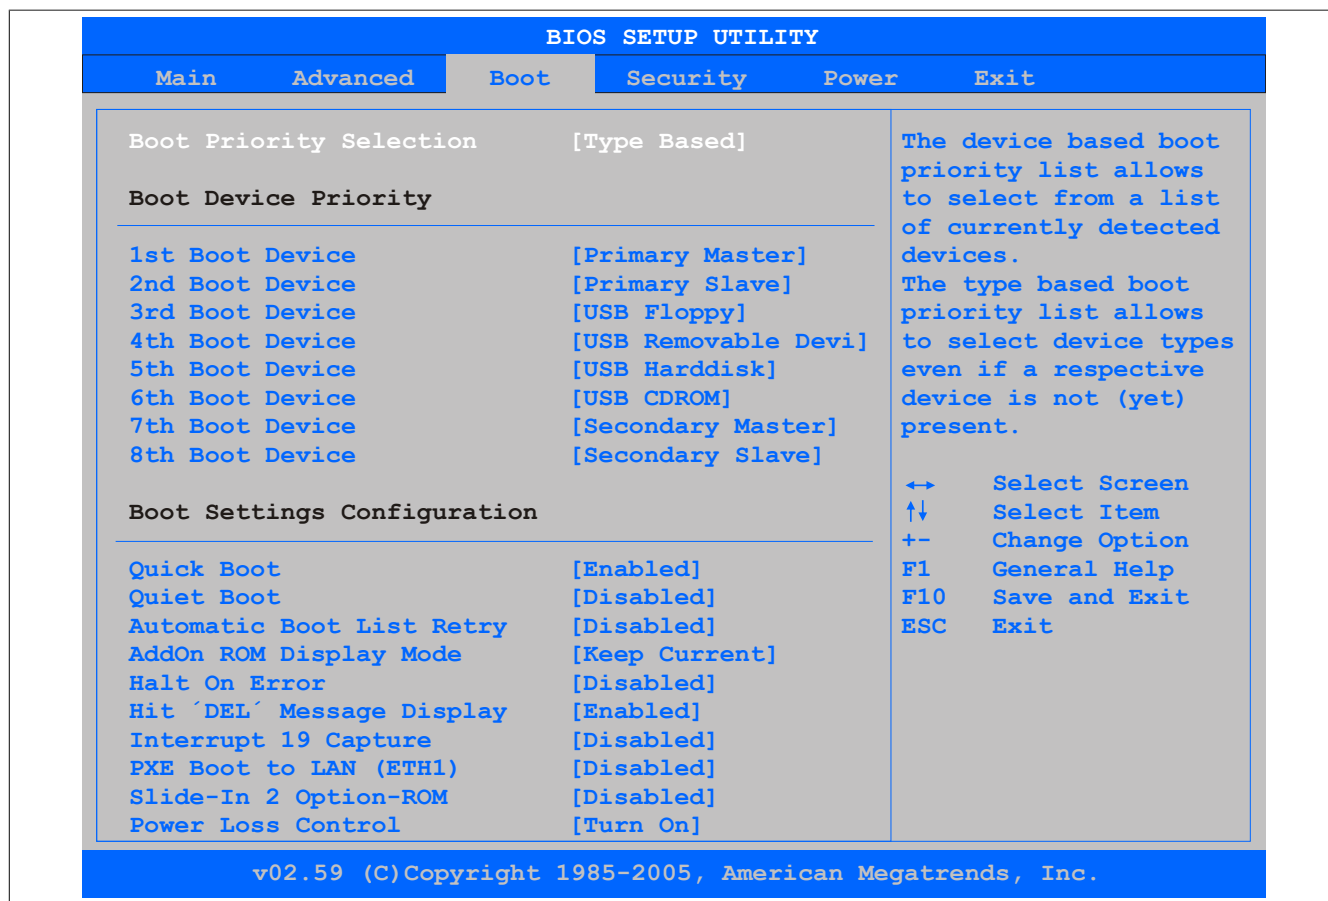 BIOS SETUP UTILITY
Main Advanced Boot Security Power Exit
Boot Priority Selection [Type Based]
Boot Device Priority
1st Boot Device [Primary Master]
2nd Boot Device [Primary Slave]
3rd Boot Device [USB Floppy]
4th Boot Device [USB Removable Devi]
5th Boot Device [USB Harddisk]
6th Boot Device [USB CDROM]
7th Boot Device [Secondary Master]
8th Boot Device [Secondary Slave]
Boot Settings Configuration
Quick Boot [Enabled]
Quiet Boot [Disabled]
Automatic Boot List Retry [Disabled]
AddOn ROM Display Mode [Keep Current]
Halt On Error [Disabled]
Hit ´DEL´ Message Display [Enabled]
Interrupt 19 Capture [Disabled]
PXE Boot to LAN (ETH1) [Disabled]
Slide-In 2 Option-ROM [Disabled]
Power Loss Control [Turn On]
The device based boot
priority list allows
to select from a list
of currently detected
devices.
The type based boot
priority list allows
to select device types
even if a respective
device is not (yet)
present.
↔ Select Screen
↑↓ Select Item
+- Change Option
F1 General Help
F10 Save and Exit
ESC Exit
v02.59 (C)Copyright 1985-2005, American Megatrends, Inc.